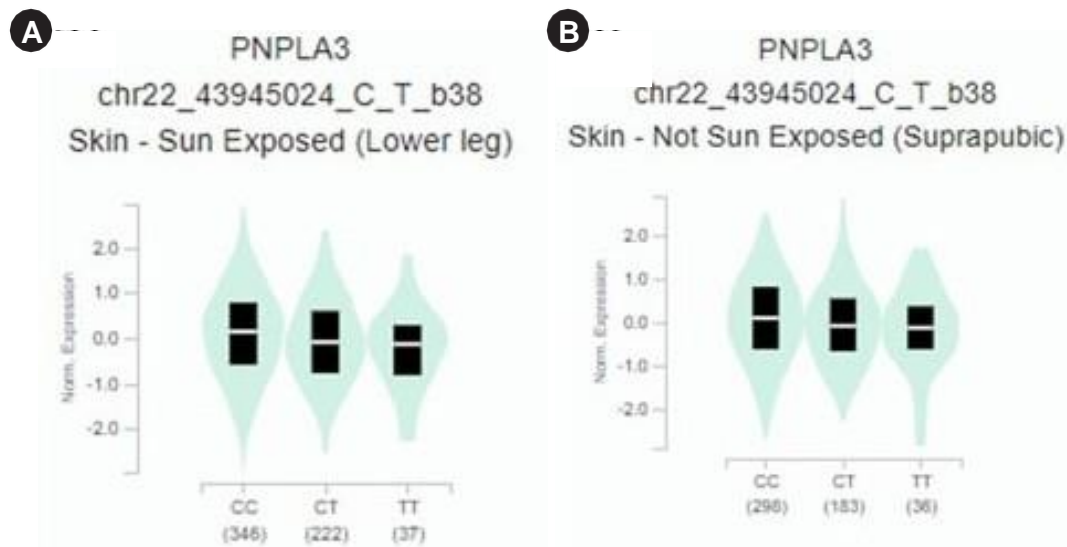 A
PNPLA3
chr22_43945024_C_T_b38
Skin - Sun Exposed (Lower leg)
Norm. Expression
2.0
1.0
0.0
-1.0
-2.0
CC
CT
TT
(346)
(222)
(37)
B
PNPLA3
chr22_43945024_C_T_b38
Skin - Not Sun Exposed (Suprapubic)
Norm. Expression
2.0
1.0
0.0
-1.0
-2.0
CC
CT
TT
(298)
(183)
(36)